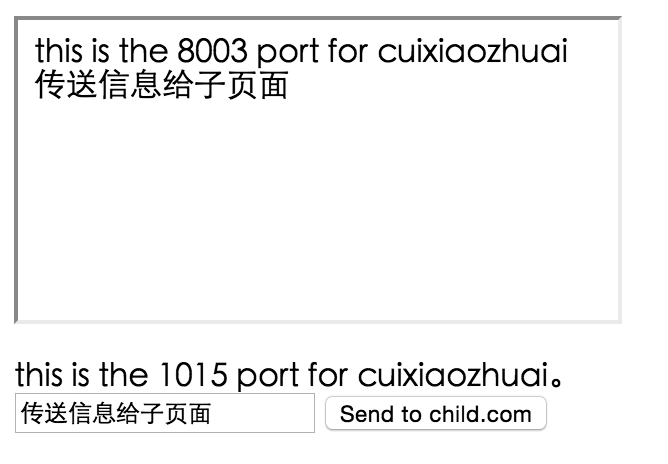 this is the 8003 port for cuixiaozhuai
传送信息给子页面
this is the 1015 port for cuixiaozhuai。
传送信息给子页面 Send to child.com